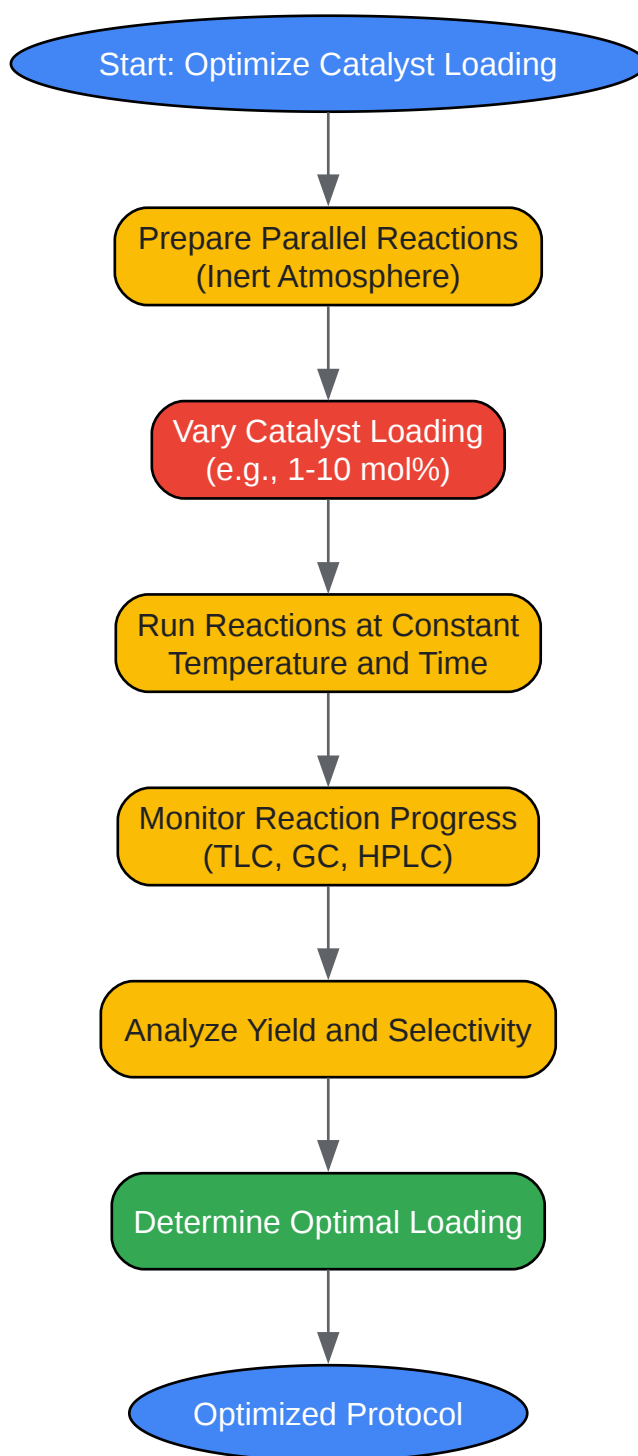 Start: Optimize Catalyst Loading
Prepare Parallel Reactions
(Inert Atmosphere)
Vary Catalyst Loading
(e.g., 1-10 mol%)
Run Reactions at Constant
Temperature and Time
Monitor Reaction Progress
(TLC, GC, HPLC)
Analyze Yield and Selectivity
Determine Optimal Loading
Optimized Protocol